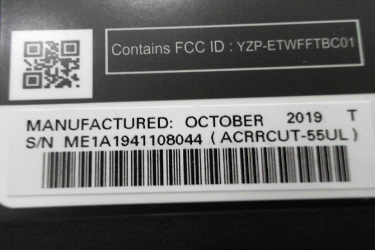 Contains FCC ID : YZP-ETWFFTBC01
MANUFACTURED: OCTOBER 2019 T
S/N ME1A1941108044 ( ACRRCUT-55UL )